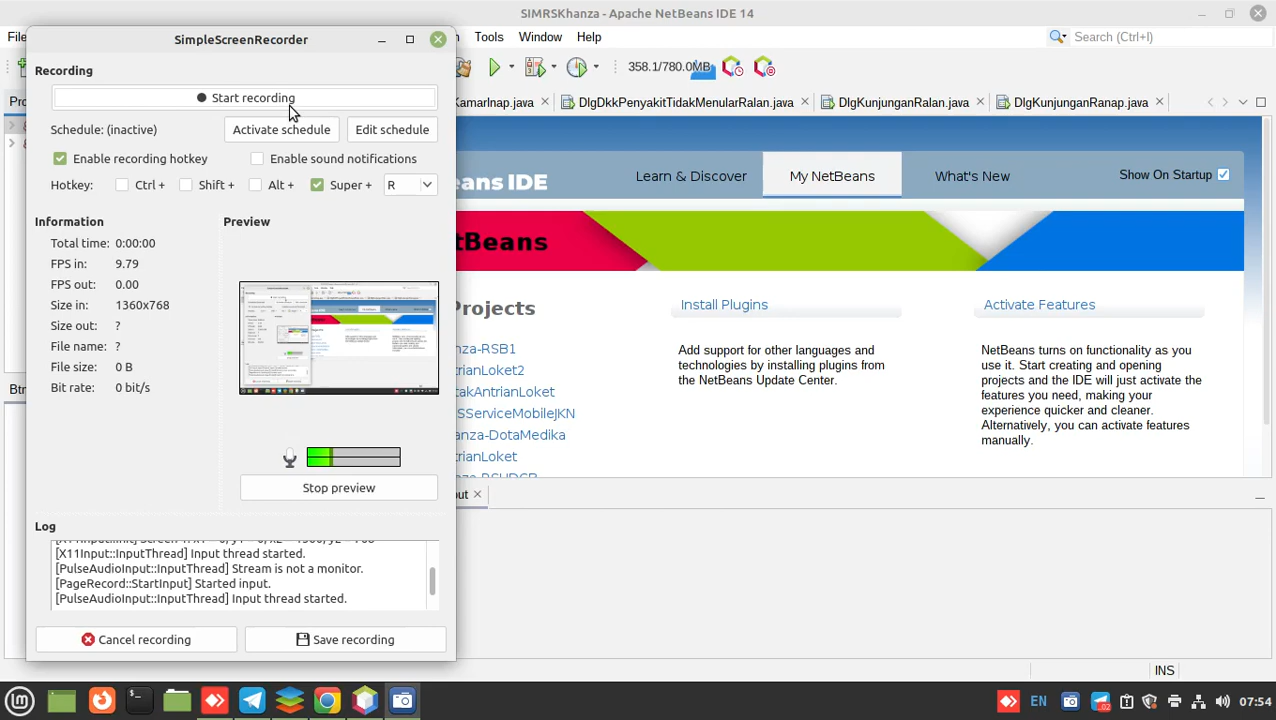 SIMRSKhanza - Apache NetBeans IDE 14
File
Tools
Window
Help
Search (Ctrl+I)
SimpleScreenRecorder
Recording
Start recording
Schedule: (inactive)
Activate schedule
Edit schedule
Enable recording hotkey
Enable sound notifications
Hotkey:
Ctrl +
Shift +
Alt +
Super +
R
Information
Total time: 0:00:00
FPS in: 9.79
FPS out: 0.00
Size in: 1360x768
Size out: ?
File name: ?
File size: 0 B
Bit rate: 0 bit/s
Preview
Stop preview
Log
[PulseAudioInput::InputThread] Stream is not a monitor.
[X11Input::InputThread] Input thread started.
[PageRecord::StartInput] Started input.
[PulseAudioInput::InputThread] Input thread started.
Cancel recording
Save recording
358.1/780.0MB
KamarInap.java
DlgDkkPenyakitTidakMenularRalan.java
DlgKunjunganRalan.java
DlgKunjunganRanap.java
eans IDE
Learn & Discover
My NetBeans
What's New
Show On Startup
etBeans
Projects
nza-RSB1
trianLoket2
takAntrianLoket
SServiceMobileJKN
nza-DotaMedika
trianLoket
Install Plugins
Add support for other languages and
technologies by installing plugins from
the NetBeans Update Center.
Activate Features
NetBeans turns on functionality as you
use it. Start creating and opening
projects and the IDE will just activate the
features you need, making your
experience quicker and cleaner.
Alternatively, you can activate features
manually.
INS
EN
07:54